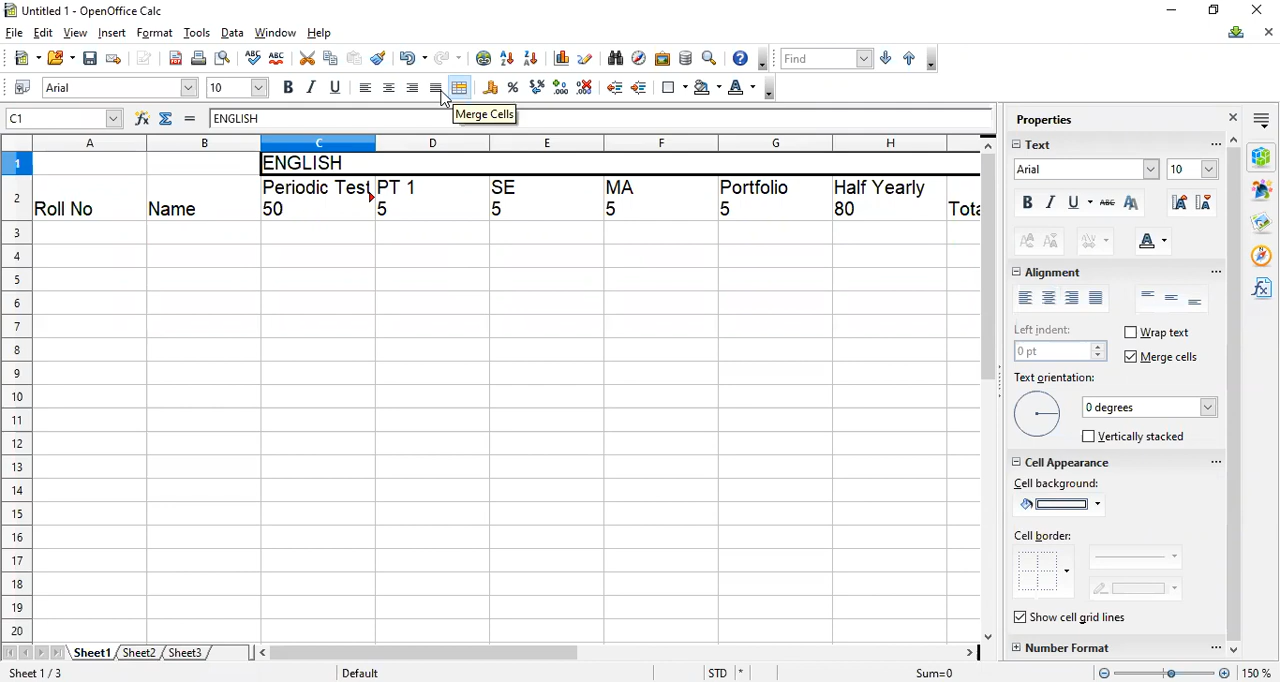 Untitled 1 - OpenOffice Calc
File Edit View Insert Format Tools Data Window Help
Find
Arial 10
Merge Cells
C1 ENGLISH
A B C D E F G H
1 ENGLISH
Periodic Test PT 1 SE MA Portfolio Half Yearly
2 Roll No Name 50 5 5 5 5 80 Tota
3
4
5
6
7
8
9
10
11
12
13
14
15
16
17
18
19
20
Sheet1 Sheet2 Sheet3
Sheet 1 / 3 Default STD * Sum=0 150 %
Properties
Text
Arial 10
B I U ABC AA
Alignment
Left indent:
0 pt
Wrap text
Merge cells
Text orientation:
0 degrees
Vertically stacked
Cell Appearance
Cell background:
Cell border:
Show cell grid lines
Number Format